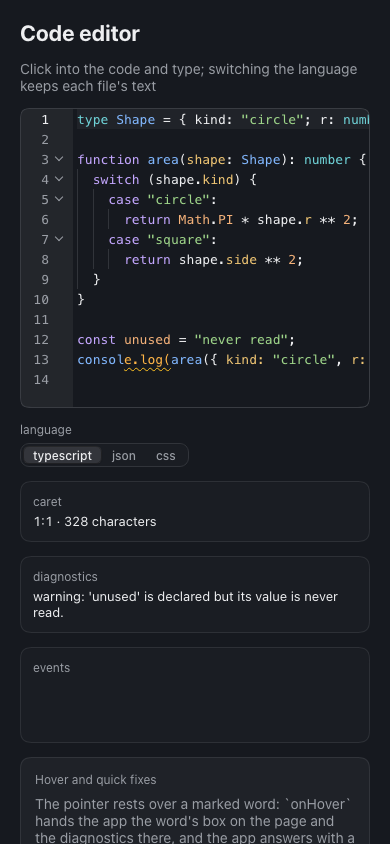 Code editor
Click into the code and type; switching the language
keeps each file's text
1 type Shape = { kind: "circle"; r: numb
2
3 function area(shape: Shape): number {
4 switch (shape.kind) {
5 case "circle":
6 return Math.PI * shape.r ** 2;
7 case "square":
8 return shape.side ** 2;
9 }
10 }
11
12 const unused = "never read";
13 console.log(area({ kind: "circle", r:
14
language
typescript json css
caret
1:1 · 328 characters
diagnostics
warning: 'unused' is declared but its value is never
read.
events
Hover and quick fixes
The pointer rests over a marked word: `onHover`
hands the app the word's box on the page and
the diagnostics there, and the app answers with a